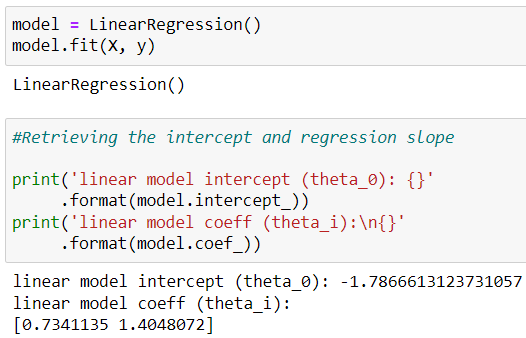 model = LinearRegression()
model.fit(X, y)
LinearRegression()
#Retrieving the intercept and regression slope
print('linear model intercept (theta_0): {}'
.format(model.intercept_))
print('linear model coeff (theta_i):\n{}'
.format(model.coef_))
linear model intercept (theta_0): -1.7866613123731057
linear model coeff (theta_i):
[0.7341135 1.4048072]